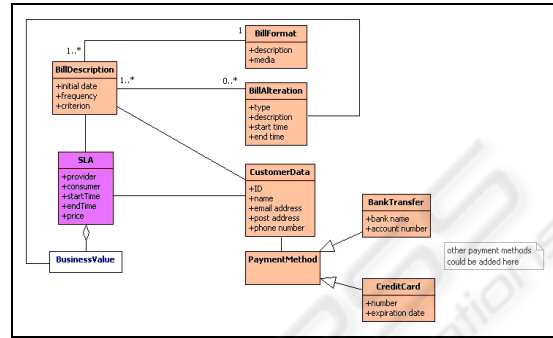 BillFormat
+description
+media
1
1..*
BillDescription
+initial date
+frequency
+criterion
1..*
0..*
BillAlteration
+type
+description
+start time
+end time
SLA
+provider
+consumer
+startTime
+endTime
+price
CustomerData
+ID
+name
+email address
+post address
+phone number
BankTransfer
+bank name
+account number
BusinessValue
PaymentMethod
other payment methods
could be added here
CreditCard
+number
+expiration date